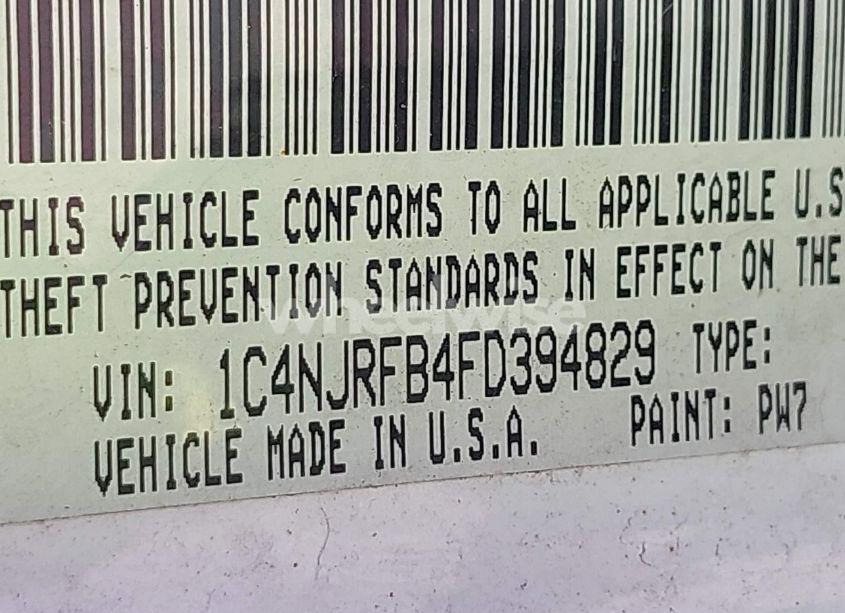 THIS VEHICLE CONFORMS TO ALL APPLICABLE U.S
THEFT PREVENTION STANDARDS IN EFFECT ON THE
wheelwise
VIN: 1C4NJRFB4FD394829 TYPE:
VEHICLE MADE IN U.S.A. PAINT: PW7